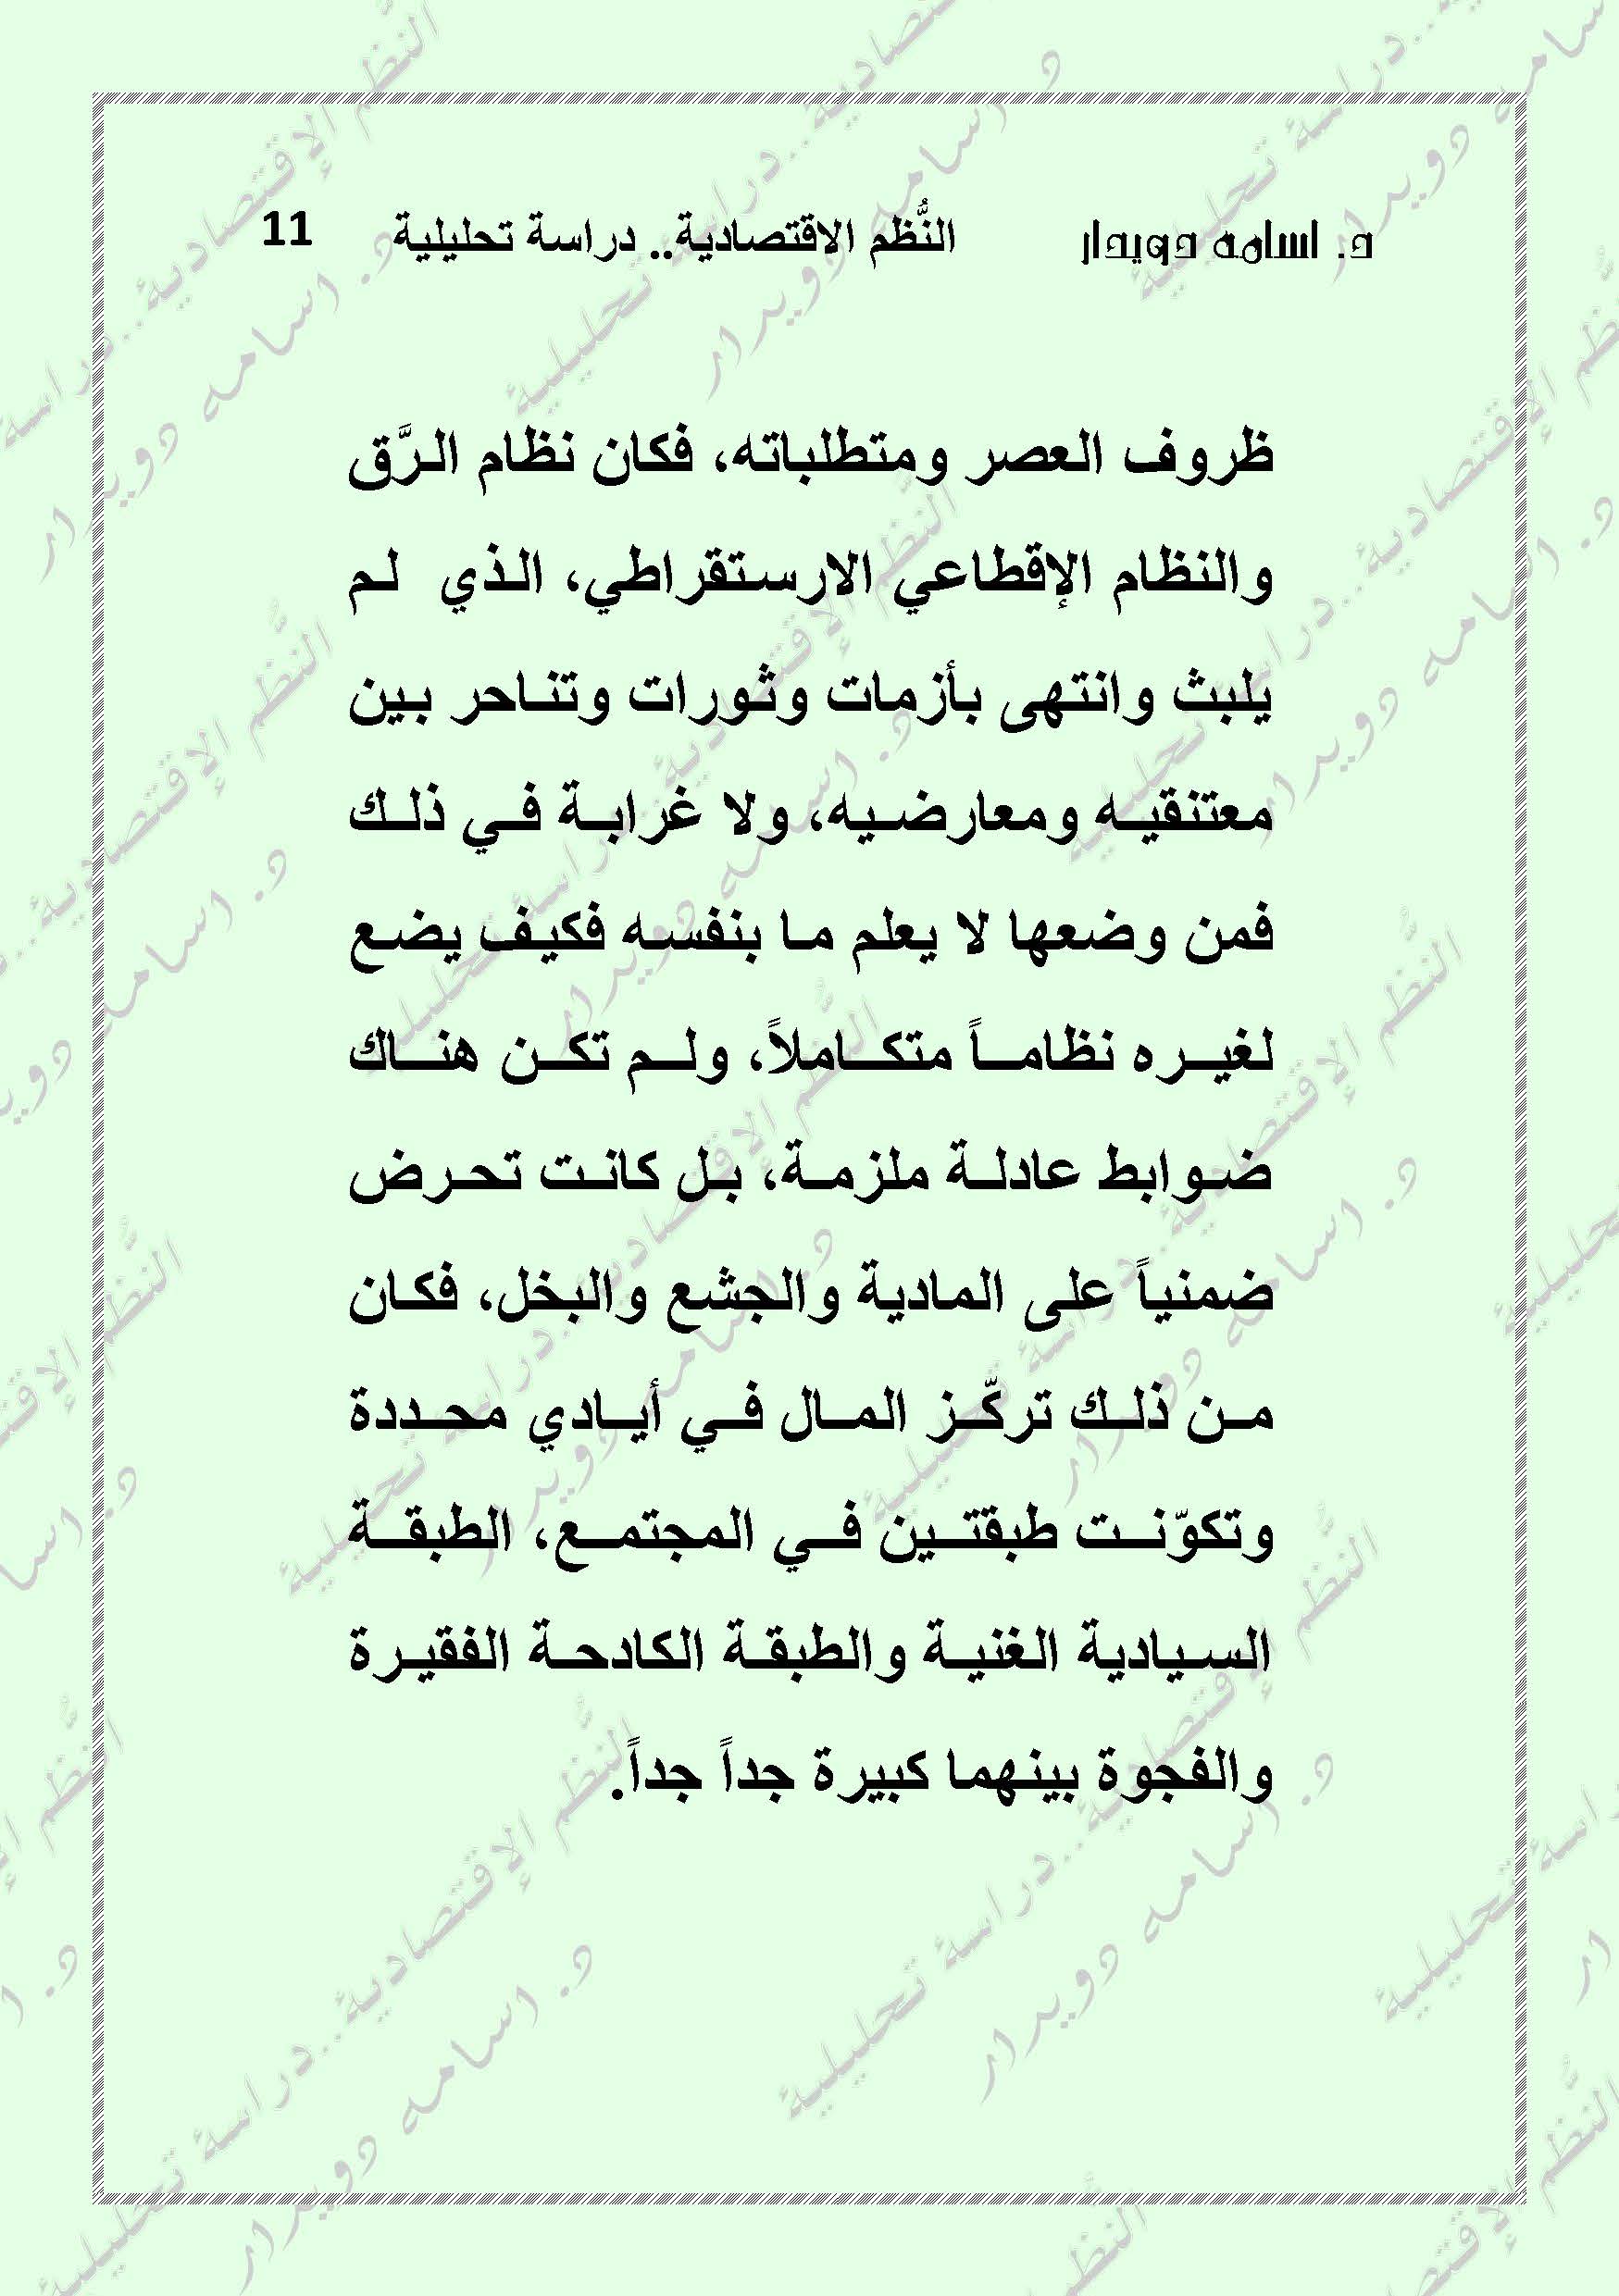 د. اسامه دويدار النُّظم الاقتصادية.. دراسة تحليلية 11
ظروف العصر ومتطلباته، فكان نظام الرَّق
والنظام الإقطاعي الارستقراطي، الذي لم
يلبث وانتهى بأزمات وثورات وتناحر بين
معتنقيه ومعارضيه، ولا غرابة في ذلك
فمن وضعها لا يعلم ما بنفسه فكيف يضع
لغيره نظاماً متكاملاً، ولم تكن هناك
ضوابط عادلة ملزمة، بل كانت تحرض
ضمنياً على المادية والجشع والبخل، فكان
من ذلك تركَّز المال في أيادي محددة
وتكوّنت طبقتين في المجتمع، الطبقة
السيادية الغنية والطبقة الكادحة الفقيرة
والفجوة بينهما كبيرة جداً جداً.